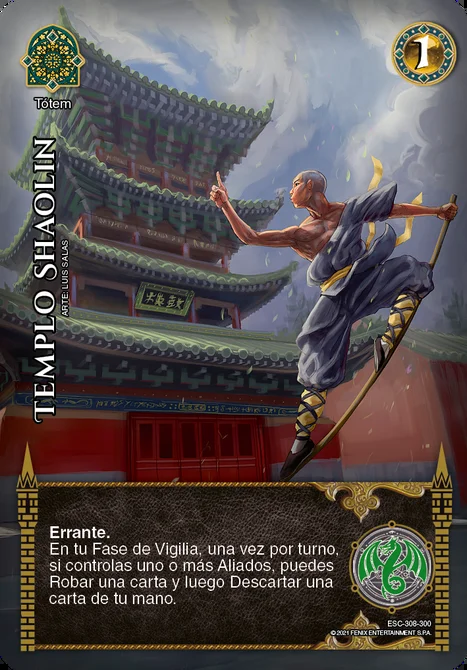 1
Tótem
TEMPLO SHAOLIN
ARTE: LUIS SALAS
Errante.
En tu Fase de Vigilia, una vez por turno,
si controlas uno o más Aliados, puedes
Robar una carta y luego Descartar una
carta de tu mano.
ESC-308-300
©2021 FENIX ENTERTAINMENT S.P.A.